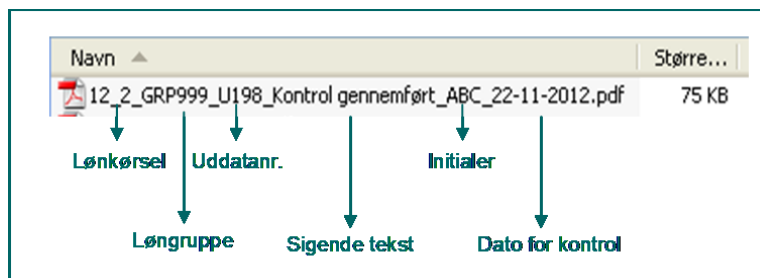 Navn Større...
12_2_GRP999_U198_Kontrol gennemført_ABC_22-11-2012.pdf 75 KB
Lønkørsel Uddatanr. Initialer
Løngruppe Sigende tekst Dato for kontrol